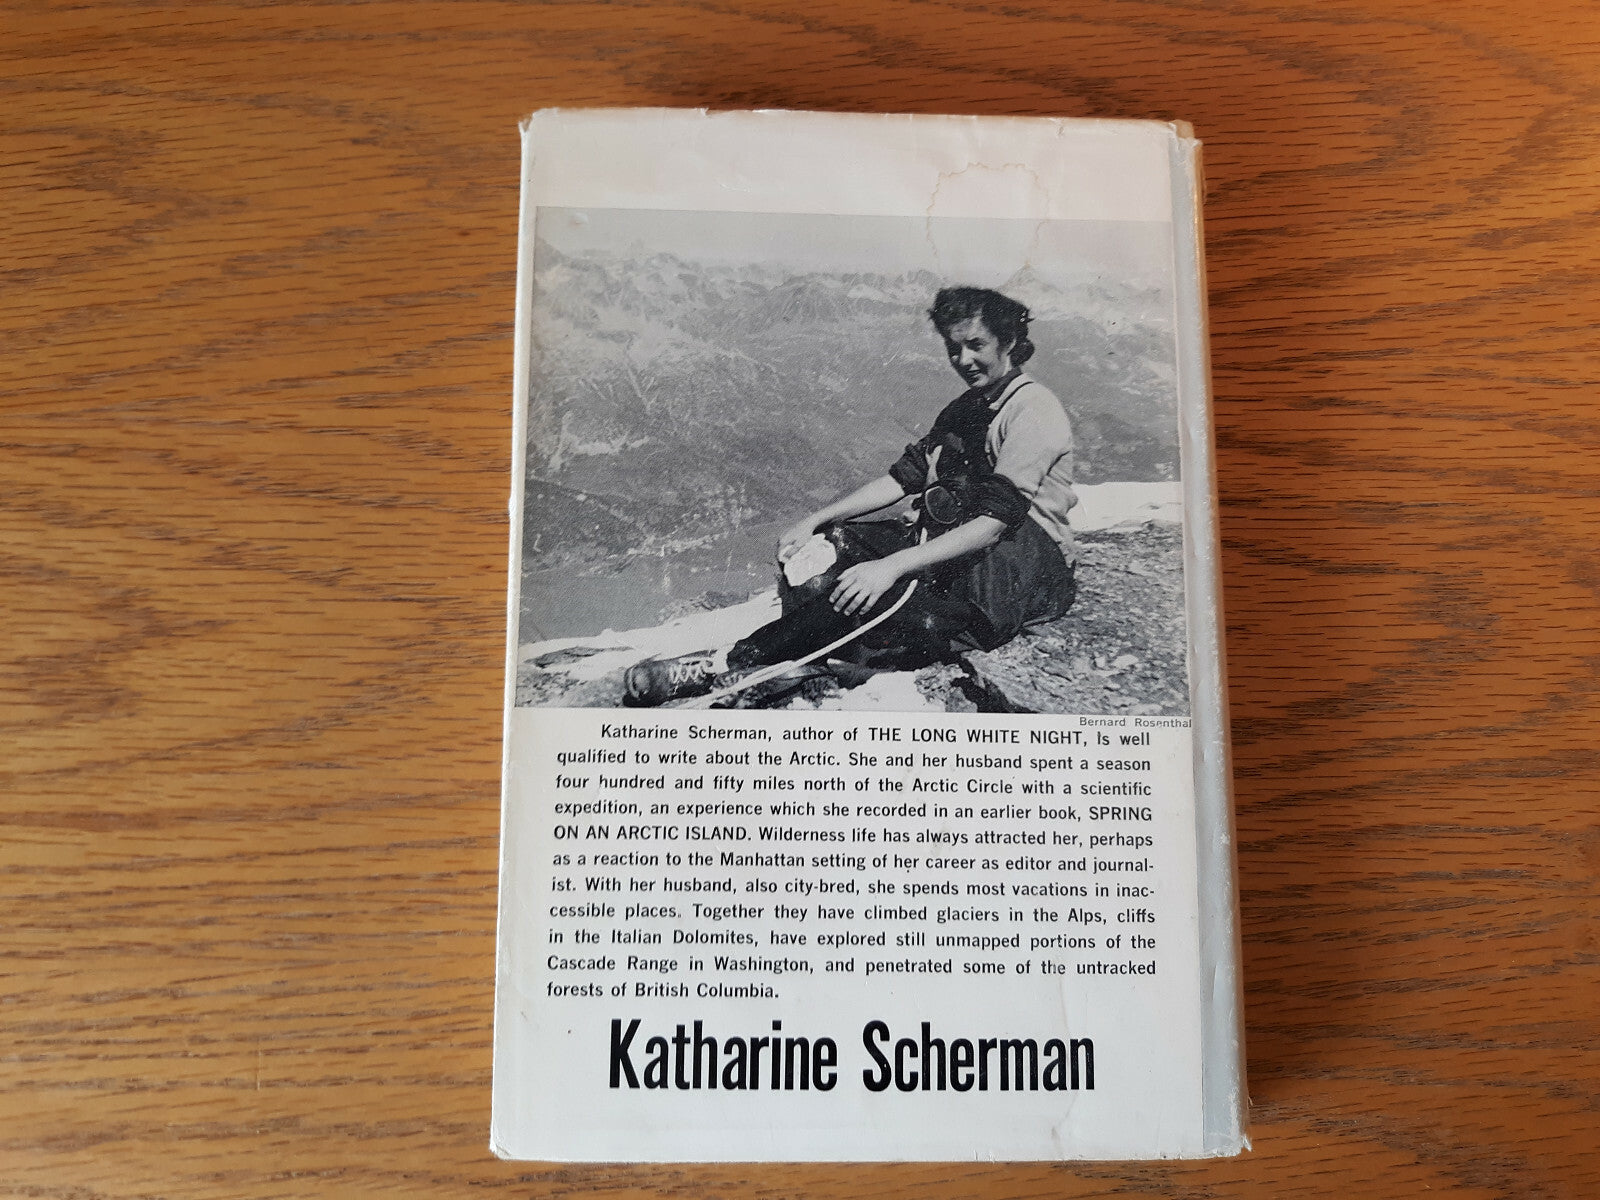 Bernard Rosenthal
Katharine Scherman, author of THE LONG WHITE NIGHT, is well
qualified to write about the Arctic. She and her husband spent a season
four hundred and fifty miles north of the Arctic Circle with a scientific
expedition, an experience which she recorded in an earlier book, SPRING
ON AN ARCTIC ISLAND. Wilderness life has always attracted her, perhaps
as a reaction to the Manhattan setting of her career as editor and journal-
ist. With her husband, also city-bred, she spends most vacations in inac-
cessible places. Together they have climbed glaciers in the Alps, cliffs
in the Italian Dolomites, have explored still unmapped portions of the
Cascade Range in Washington, and penetrated some of the untracked
forests of British Columbia.
Katharine Scherman